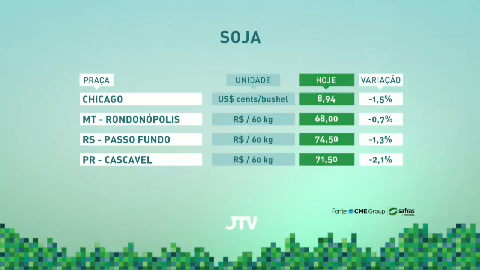 SOJA
PRAÇA UNIDADE HOJE VARIAÇÃO
CHICAGO US$ cents/bushel 8,94 -1,5%
MT - RONDONÓPOLIS R$ / 60 kg 68,00 -0,7%
RS - PASSO FUNDO R$ / 60 kg 74,50 -1,3%
PR - CASCAVEL R$ / 60 kg 71,50 -2,1%
Fonte: CME Group safras
JTV